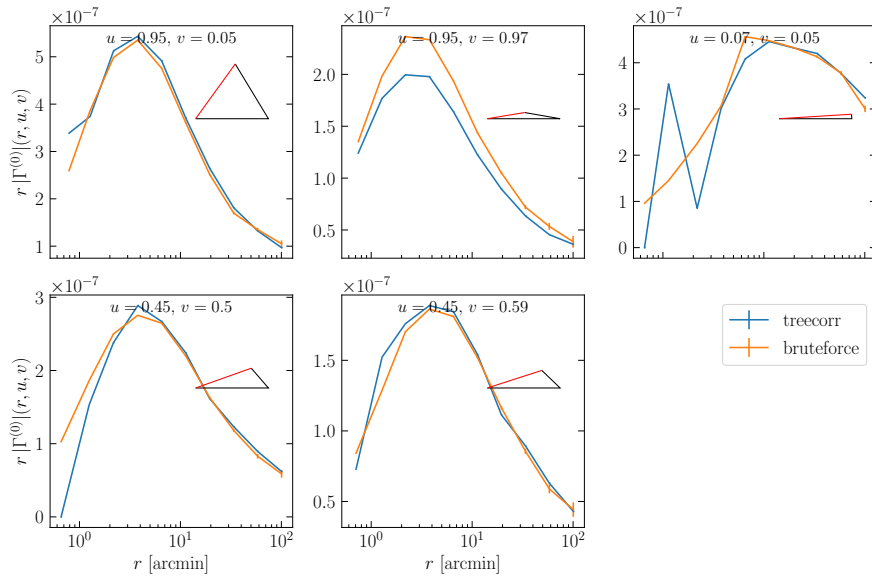 ×10⁻⁷ ×10⁻⁷ ×10⁻⁷
u = 0.95, v = 0.05 u = 0.95, v = 0.97 u = 0.07, v = 0.05
r |Γ⁽⁰⁾|(r, u, v)
5
4
3
2
1
2.0
1.5
1.0
0.5
4
2
0
×10⁻⁷ ×10⁻⁷
u = 0.45, v = 0.5 u = 0.45, v = 0.59
r |Γ⁽⁰⁾|(r, u, v)
3
2
1
0
1.5
1.0
0.5
10⁰ 10¹ 10² 10⁰ 10¹ 10²
r [arcmin] r [arcmin]
treecorr
bruteforce